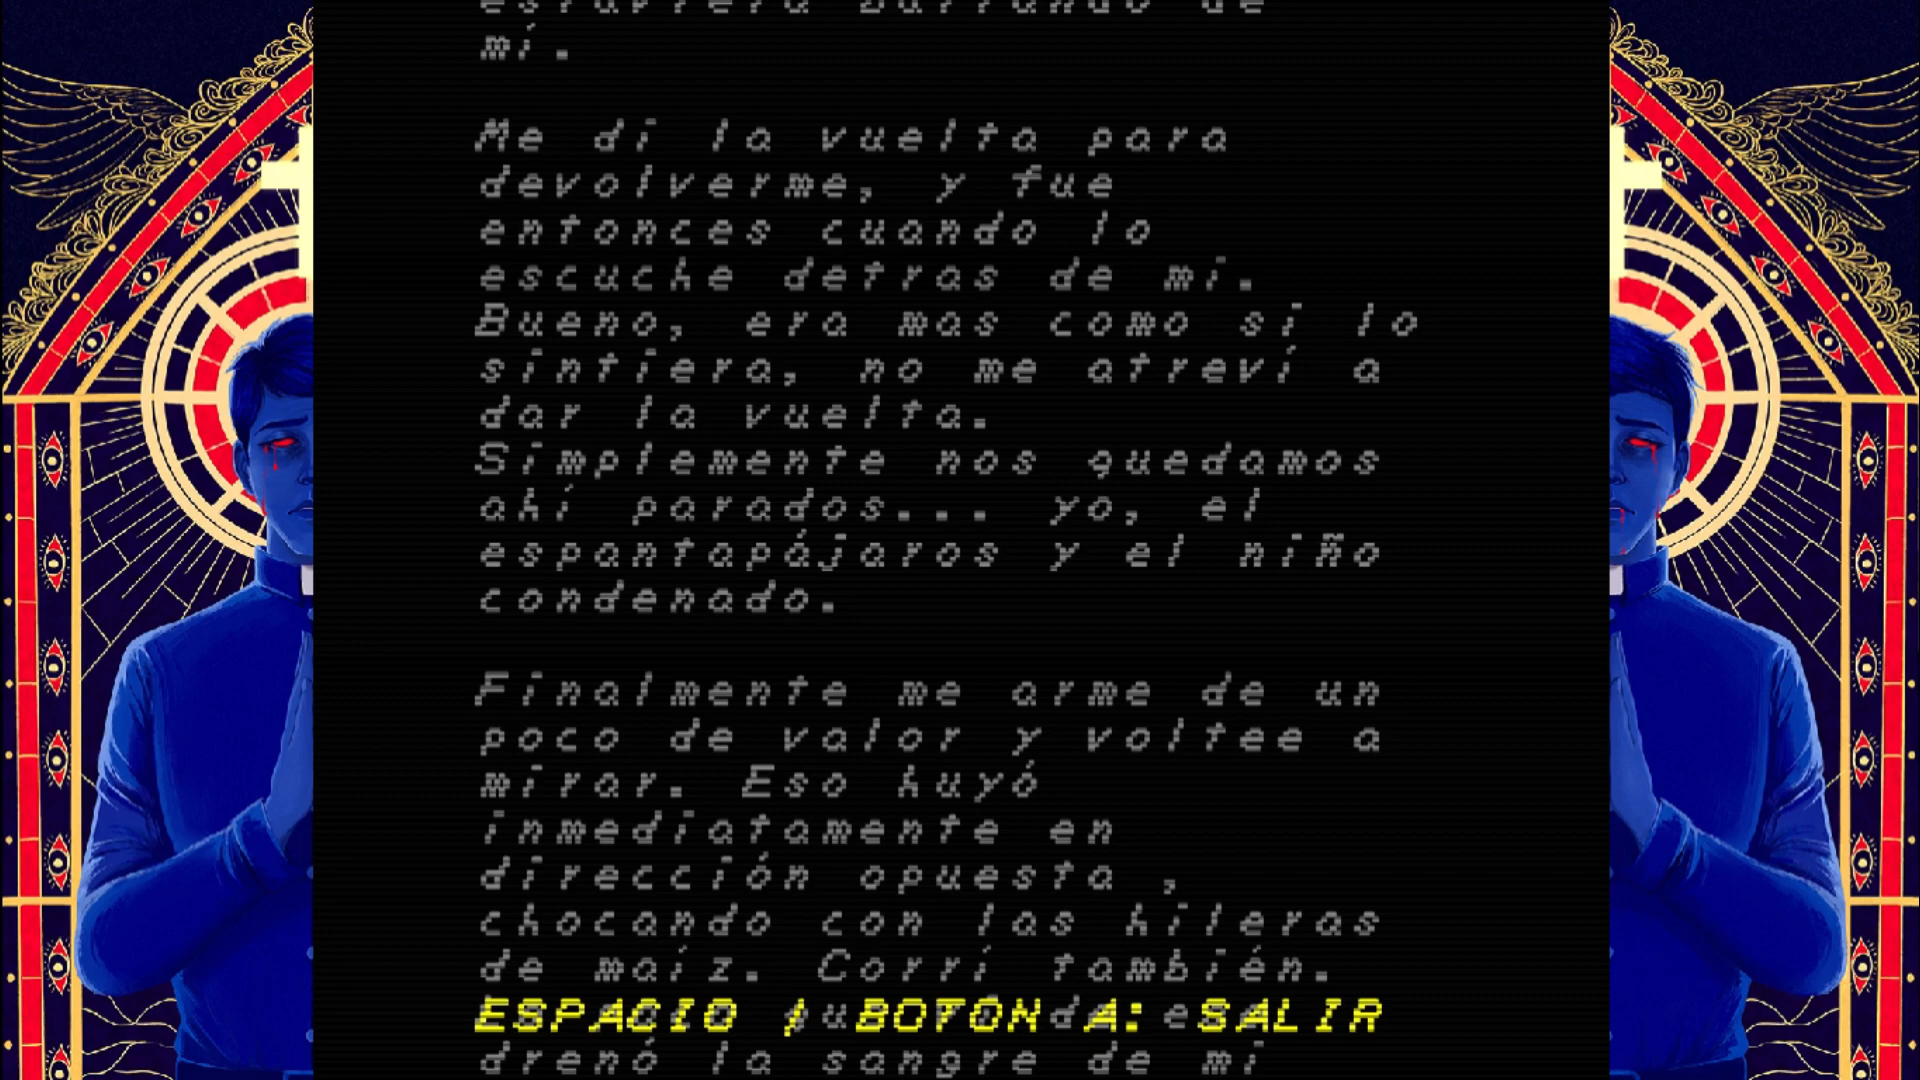 mí.
Me di la vuelta para
devolverme, y fue
entonces cuando lo
escuche detras de mi.
Bueno, era mas como si lo
sintiera, no me atreví a
dar la vuelta.
Simplemente nos quedamos
ahí parados... yo, el
espantapájaros y el niño
condenado.
Finalmente me arme de un
poco de valor y voltee a
mirar. Eso huyó
inmediatamente en
dirección opuesta ,
chocando con las hileras
de maíz. Corrí también.
ESPACIO / BOTON A: SALIR
drenó la sangre de mi